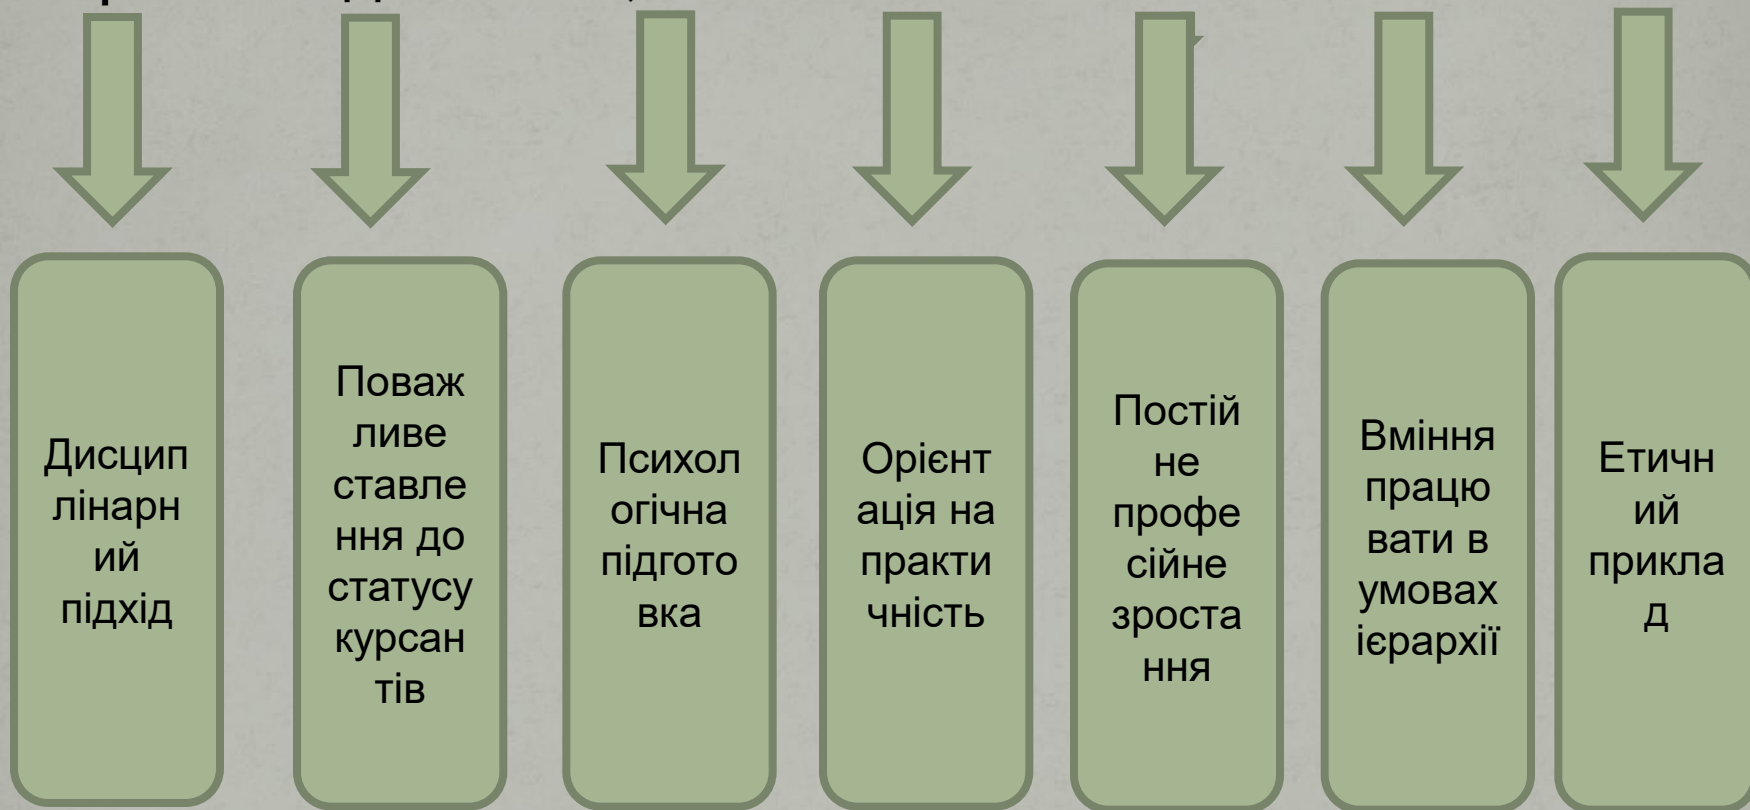 Дисцип
лінарн
ий
підхід
Поваж
ливе
ставле
ння до
статусу
курсан
тів
Психол
огічна
підгото
вка
Орієнт
ація на
практи
чність
Постій
не
профе
сійне
зроста
ння
Вміння
працю
вати в
умовах
ієрархії
Етичн
ий
прикла
д